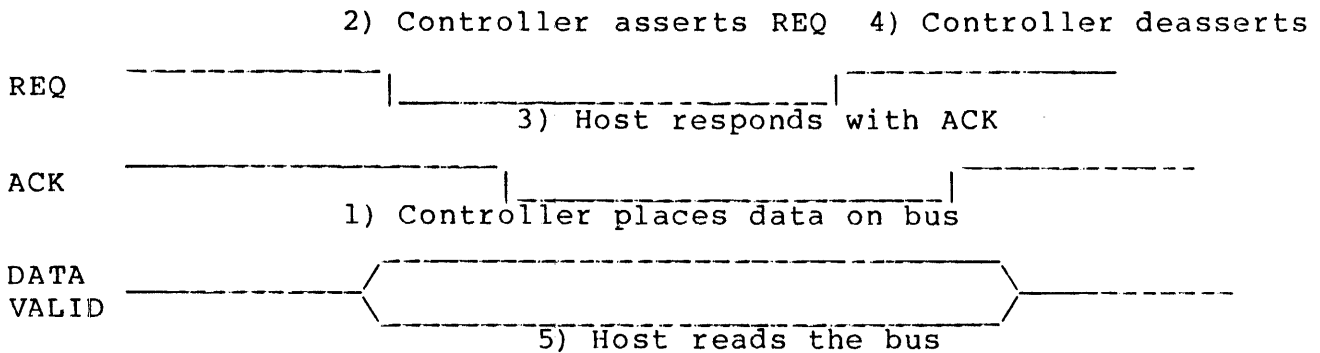 2) Controller asserts REQ 4) Controller deasserts
REQ
3) Host responds with ACK
ACK
1) Controller places data on bus
DATA
VALID
5) Host reads the bus